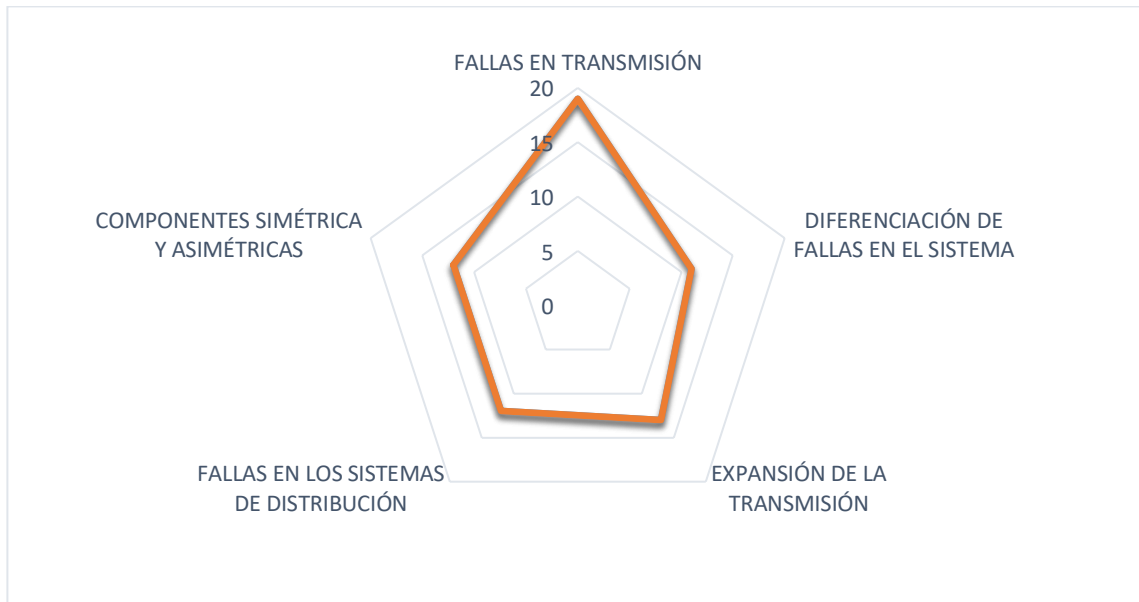 FALLAS EN TRANSMISIÓN
20
15
10
5
0
DIFERENCIACIÓN DE
FALLAS EN EL SISTEMA
EXPANSIÓN DE LA
TRANSMISIÓN
FALLAS EN LOS SISTEMAS
DE DISTRIBUCIÓN
COMPONENTES SIMÉTRICA
Y ASIMÉTRICAS